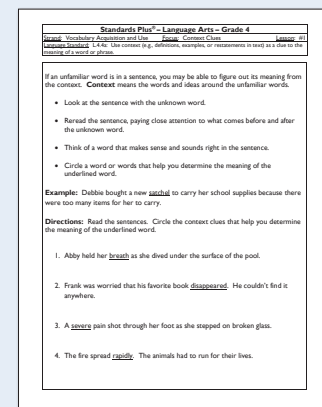 Standards Plus® – Language Arts – Grade 4
Strand: Vocabulary Acquisition and Use Focus: Context Clues Lesson: #1
Language Standard: L.4.4a: Use context (e.g., definitions, examples, or restatements in text) as a clue to the
meaning of a word or phrase.
If an unfamiliar word is in a sentence, you may be able to figure out its meaning
from the context. Context means the words and ideas around the unfamiliar words.
• Look at the sentence with the unknown word.
• Reread the sentence, paying close attention to what comes before and after
the unknown word.
• Think of a word that makes sense and sounds right in the sentence.
• Circle a word or words that help you determine the meaning of the
underlined word.
Example: Debbie bought a new satchel to carry her school supplies because there
were too many items for her to carry.
Directions: Read the sentences. Circle the context clues that help you determine
the meaning of the underlined word.
1. Abby held her breath as she dived under the surface of the pool.
2. Frank was worried that his favorite book disappeared. He couldn't find it
anywhere.
3. A severe pain shot through her foot as she stepped on broken glass.
4. The fire spread rapidly. The animals had to run for their lives.